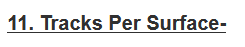 11. Tracks Per Surface-